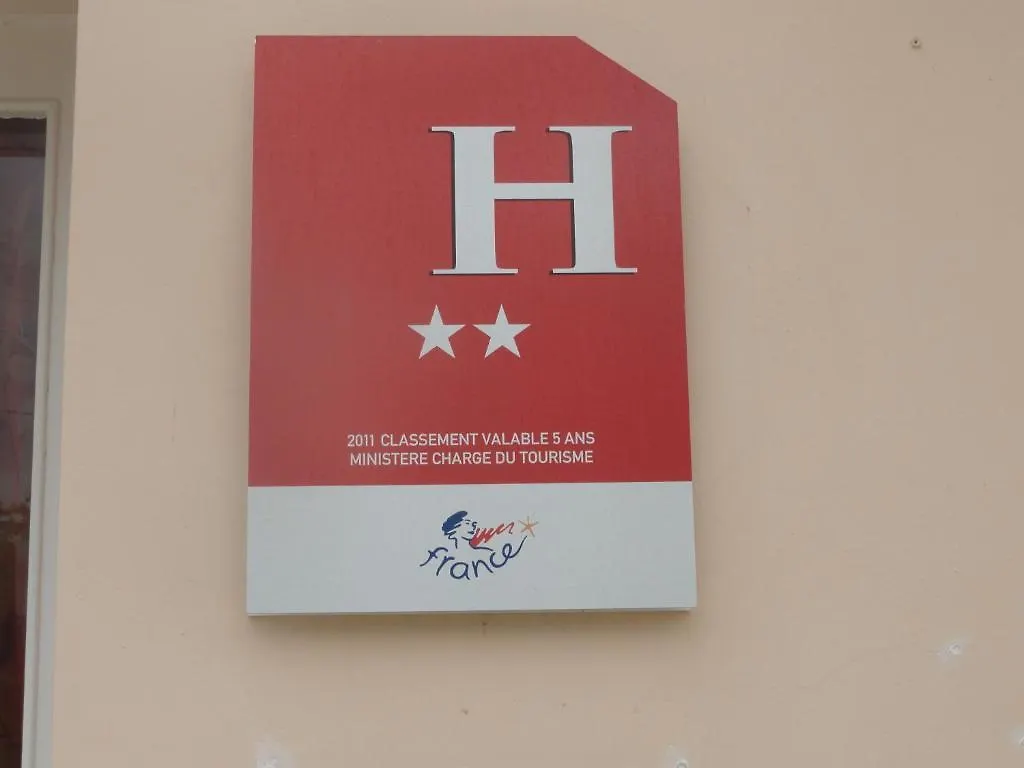 H
2011 CLASSEMENT VALABLE 5 ANS
MINISTERE CHARGE DU TOURISME
france